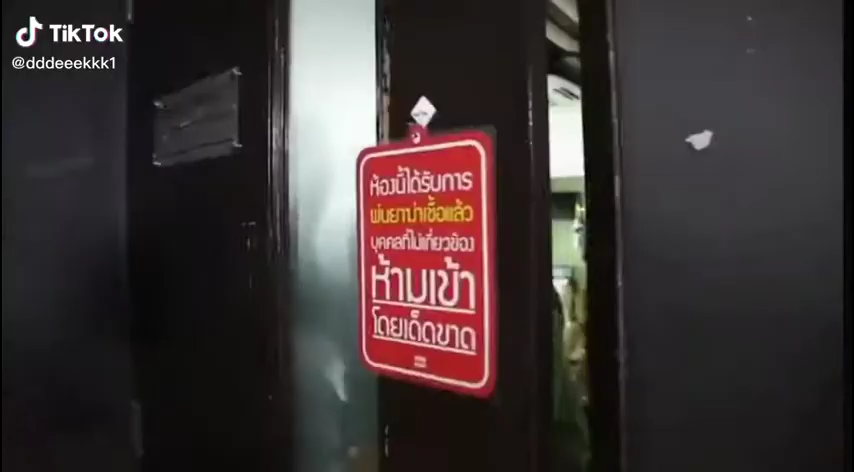 TikTok
@dddeeekkk1
ห้องนี้ได้รับการ
พ่นยาฆ่าเชื้อแล้ว
บุคคลที่ไม่เกี่ยวข้อง
ห้ามเข้า
โดยเด็ดขาด